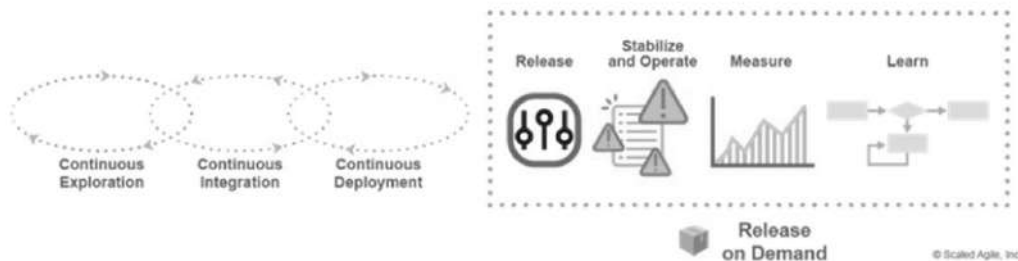 Continuous
Exploration
Continuous
Integration
Continuous
Deployment
Release
Stabilize
and Operate
Measure
Learn
Release
on Demand
© Scaled Agile, Inc